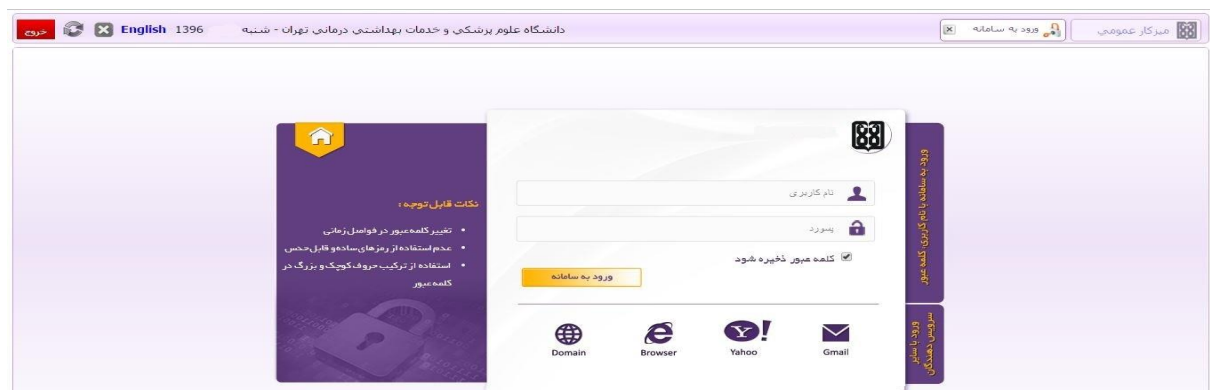 میزکار عمومی
ورود به سامانه
دانشگاه علوم پزشکی و خدمات بهداشتی درمانی تهران - شنبه
1396 English
خروج
ورود به سامانه با نام کاربری، کلمه عبور
ورود با سایر
سرویس دهندگان
نام کاربری
پسورد
کلمه عبور ذخیره شود
ورود به سامانه
Gmail
Yahoo
Browser
Domain
نکات قابل توجه :
تغییر کلمه عبور در فواصل زمانی
عدم استفاده از رمز های ساده و قابل حدس
استفاده از ترکیب حروف کوچک و بزرگ در
کلمه عبور